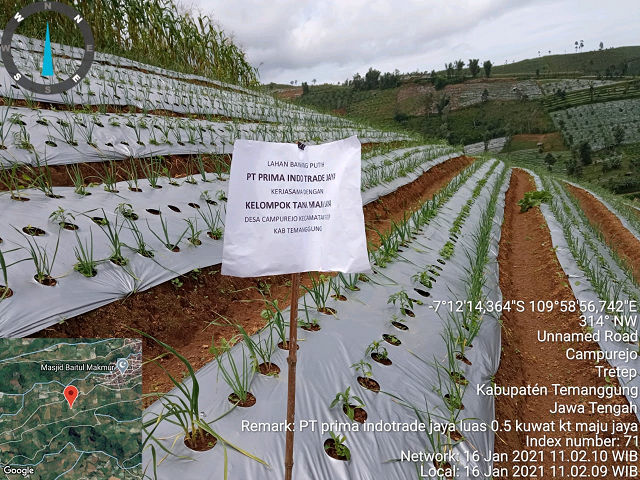 LAHAN BAWANG PUTIH
PT PRIMA INDOTRADE JAYA
KERJASAMA DENGAN
KELOMPOK TANI MAJU JAYA
DESA CAMPUREJO KECAMATAN
KAB TEMANGGUNG
-7°12'14,364"S 109°58'56,742"E
314° NW
Unnamed Road
Campurejo
Tretep
Kabupatén Temanggung
Jawa Tengah
Remark: PT prima indotrade jaya luas 0.5 kuwat kt maju jaya
Index number: 71
Network: 16 Jan 2021 11.02.10 WIB
Local: 16 Jan 2021 11.02.09 WIB
Masjid Baitul Makmur
Google
N
E
S
W